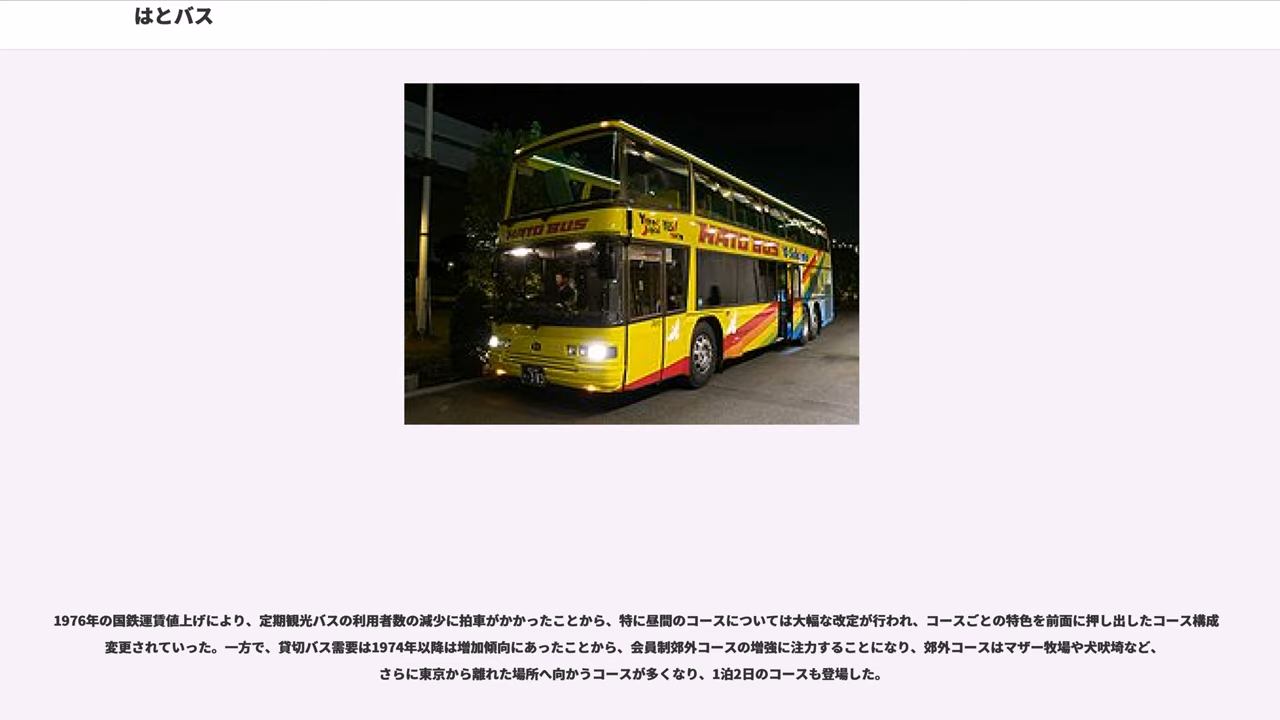 はとバス
HATO BUS
HATO BUS
1976年の国鉄運賃値上げにより、定期観光バスの利用者数の減少に拍車がかかったことから、特に昼間のコースについては大幅な改定が行われ、コースごとの特色を前面に押し出したコース構成
変更されていった。一方で、貸切バス需要は1974年以降は増加傾向にあったことから、会員制郊外コースの増強に注力することになり、郊外コースはマザー牧場や犬吠埼など、
さらに東京から離れた場所へ向かうコースが多くなり、1泊2日のコースも登場した。